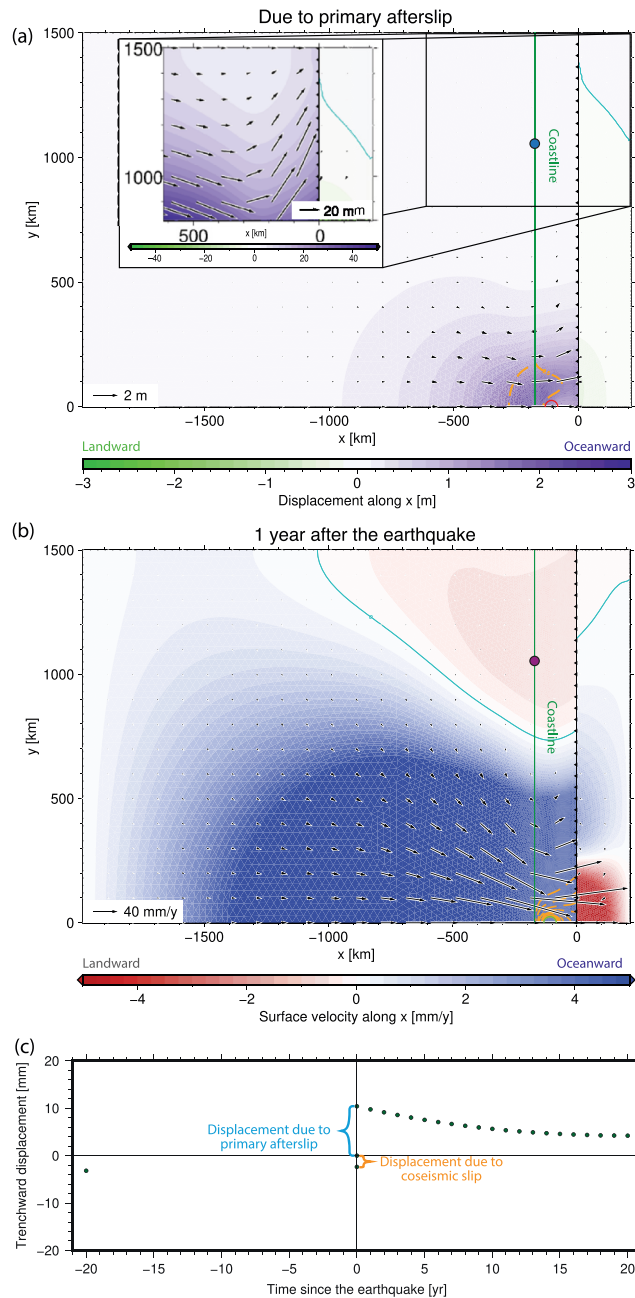 Due to primary afterslip
(a)
1500
1500
1000
1000
20 mm
500
x [km]
0
−40
−20
0
20
40
Coastline
y [km]
500
0
2 m
−1500
−1000
−500
0
x [km]
Landward
Oceanward
−3
−2
−1
0
1
2
3
Displacement along x [m]
(b)
1 year after the earthquake
1500
1000
Coastline
y [km]
500
0
40 mm/y
−1500
−1000
−500
0
x [km]
Landward
Oceanward
−4
−2
0
2
4
Surface velocity along x [mm/y]
(c)
Trenchward displacement [mm]
20
10
0
−10
−20
Displacement due to
primary afterslip
Displacement due to
coseismic slip
−20
−15
−10
−5
0
5
10
15
20
Time since the earthquake [yr]